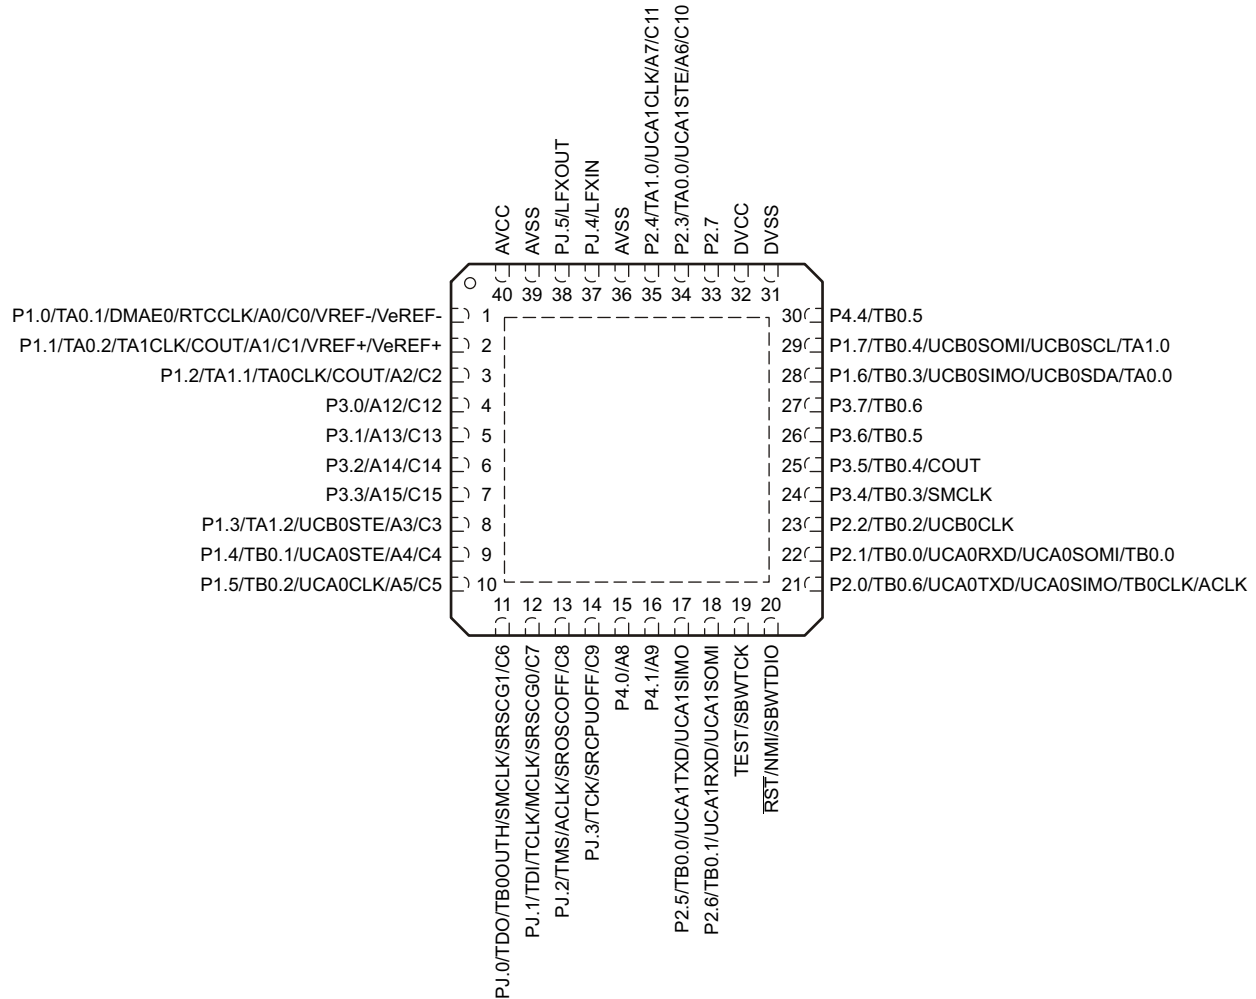 P2.4/TA1.0/UCA1CLK/A7/C11
P2.3/TA0.0/UCA1STE/A6/C10
PJ.5/LFXOUT
PJ.4/LFXIN
AVCC
AVSS
AVSS
P2.7
DVCC
DVSS
40 39 38 37 36 35 34 33 32 31
P1.0/TA0.1/DMAE0/RTCCLK/A0/C0/VREF-/VeREF- 1
30 P4.4/TB0.5
P1.1/TA0.2/TA1CLK/COUT/A1/C1/VREF+/VeREF+ 2
29 P1.7/TB0.4/UCB0SOMI/UCB0SCL/TA1.0
P1.2/TA1.1/TA0CLK/COUT/A2/C2 3
28 P1.6/TB0.3/UCB0SIMO/UCB0SDA/TA0.0
P3.0/A12/C12 4
27 P3.7/TB0.6
P3.1/A13/C13 5
26 P3.6/TB0.5
P3.2/A14/C14 6
25 P3.5/TB0.4/COUT
P3.3/A15/C15 7
24 P3.4/TB0.3/SMCLK
P1.3/TA1.2/UCB0STE/A3/C3 8
23 P2.2/TB0.2/UCB0CLK
P1.4/TB0.1/UCA0STE/A4/C4 9
22 P2.1/TB0.0/UCA0RXD/UCA0SOMI/TB0.0
P1.5/TB0.2/UCA0CLK/A5/C5 10
21 P2.0/TB0.6/UCA0TXD/UCA0SIMO/TB0CLK/ACLK
11 12 13 14 15 16 17 18 19 20
PJ.0/TDO/TB0OUTH/SMCLK/SRSCG1/C6
PJ.1/TDI/TCLK/MCLK/SRSCG0/C7
PJ.2/TMS/ACLK/SROSCOFF/C8
PJ.3/TCK/SRCPUOFF/C9
P4.0/A8
P4.1/A9
P2.5/TB0.0/UCA1TXD/UCA1SIMO
P2.6/TB0.1/UCA1RXD/UCA1SOMI
TEST/SBWTCK
RST/NMI/SBWTDIO